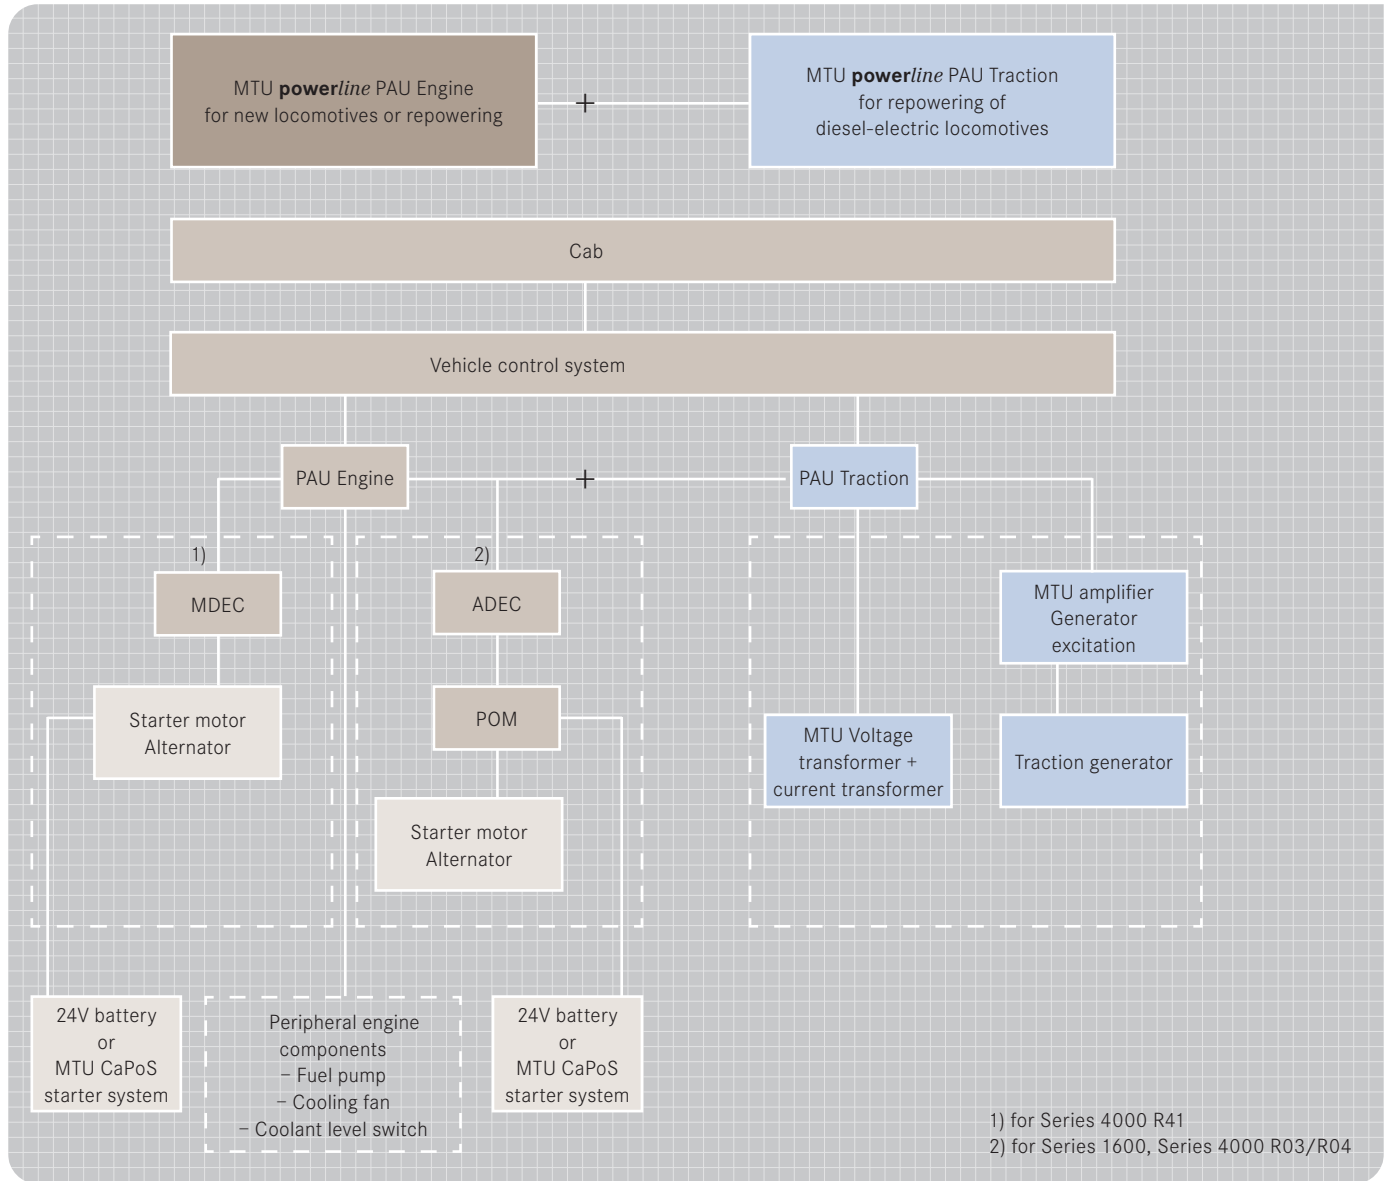 MTU powerline PAU Engine
for new locomotives or repowering
+
MTU powerline PAU Traction
for repowering of
diesel-electric locomotives
Cab
Vehicle control system
PAU Engine
+
PAU Traction
1)
MDEC
Starter motor
Alternator
2)
ADEC
POM
Starter motor
Alternator
MTU Voltage
transformer +
current transformer
MTU amplifier
Generator
excitation
Traction generator
24V battery
or
MTU CaPoS
starter system
Peripheral engine
components
– Fuel pump
– Cooling fan
– Coolant level switch
24V battery
or
MTU CaPoS
starter system
1) for Series 4000 R41
2) for Series 1600, Series 4000 R03/R04